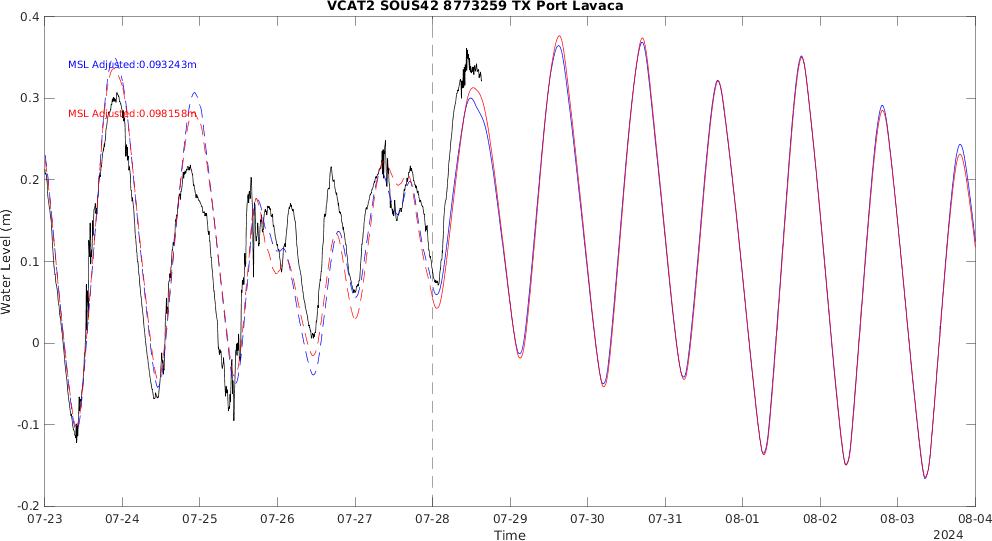 VCAT2 SOUS42 8773259 TX Port Lavaca
0.4
MSL Adjusted:0.093243m
0.3
MSL Adjusted:0.098158m
0.2
0.1
0
-0.1
-0.2
Water Level (m)
07-23 07-24 07-25 07-26 07-27 07-28 07-29 07-30 07-31 08-01 08-02 08-03 08-04
Time
2024